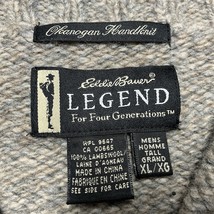 Okanogan Handknit
Eddie Bauer
LEGEND
For Four Generations™
WPL 8647
CA 00665
100% LAMBSWOOL
LAINE D'AGNEAU
MADE IN CHINA
FABRIQUÉ EN CHINE
SEE SIDE FOR CARE
MENS
HOMME
TALL
GRAND
XL/XG